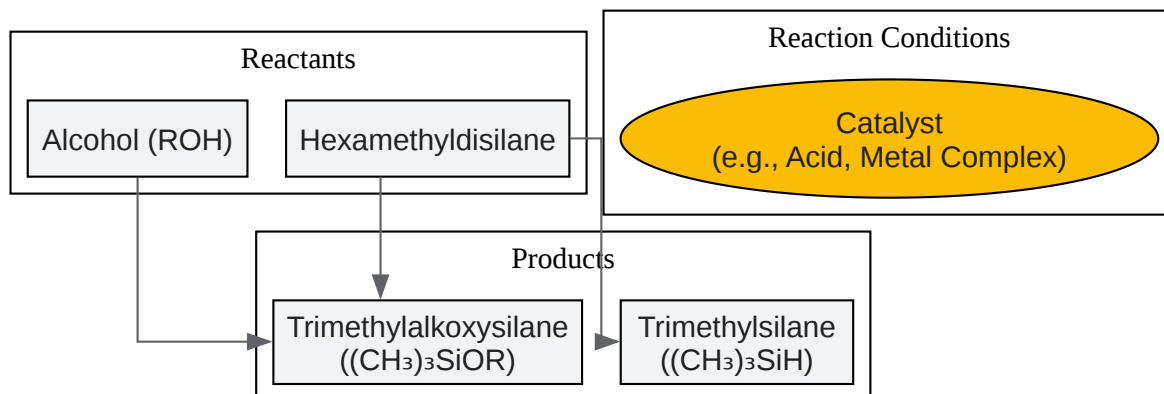 Reactants
Alcohol (ROH)
Hexamethyldisilane
Reaction Conditions
Catalyst
(e.g., Acid, Metal Complex)
Products
Trimethylalkoxysilane
((CH₃)₃SiOR)
Trimethylsilane
((CH₃)₃SiH)